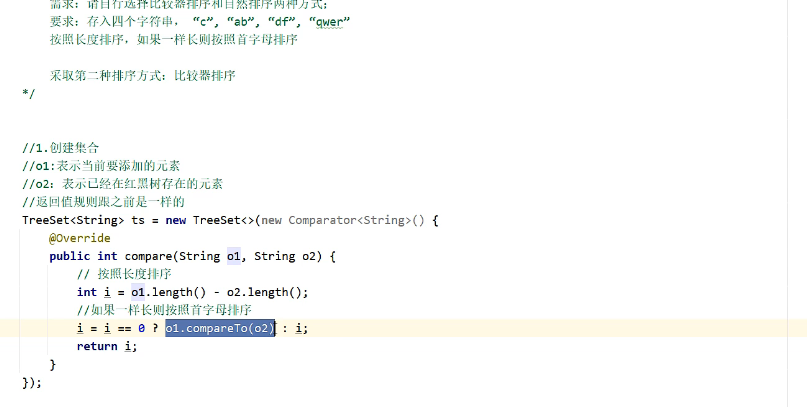 需求：请自行选择比较器排序和自然排序两种方式；
要求：存入四个字符串， “c”, “ab”, “df”, “qwer”
按照长度排序，如果一样长则按照首字母排序
采取第二种排序方式：比较器排序
*/
//1.创建集合
//o1:表示当前要添加的元素
//o2: 表示已经在红黑树存在的元素
//返回值规则跟之前是一样的
TreeSet<String> ts = new TreeSet<>(new Comparator<String>() {
@Override
public int compare(String o1, String o2) {
// 按照长度排序
int i = o1.length() - o2.length();
//如果一样长则按照首字母排序
i = i == 0 ? o1.compareTo(o2) : i;
return i;
}
});